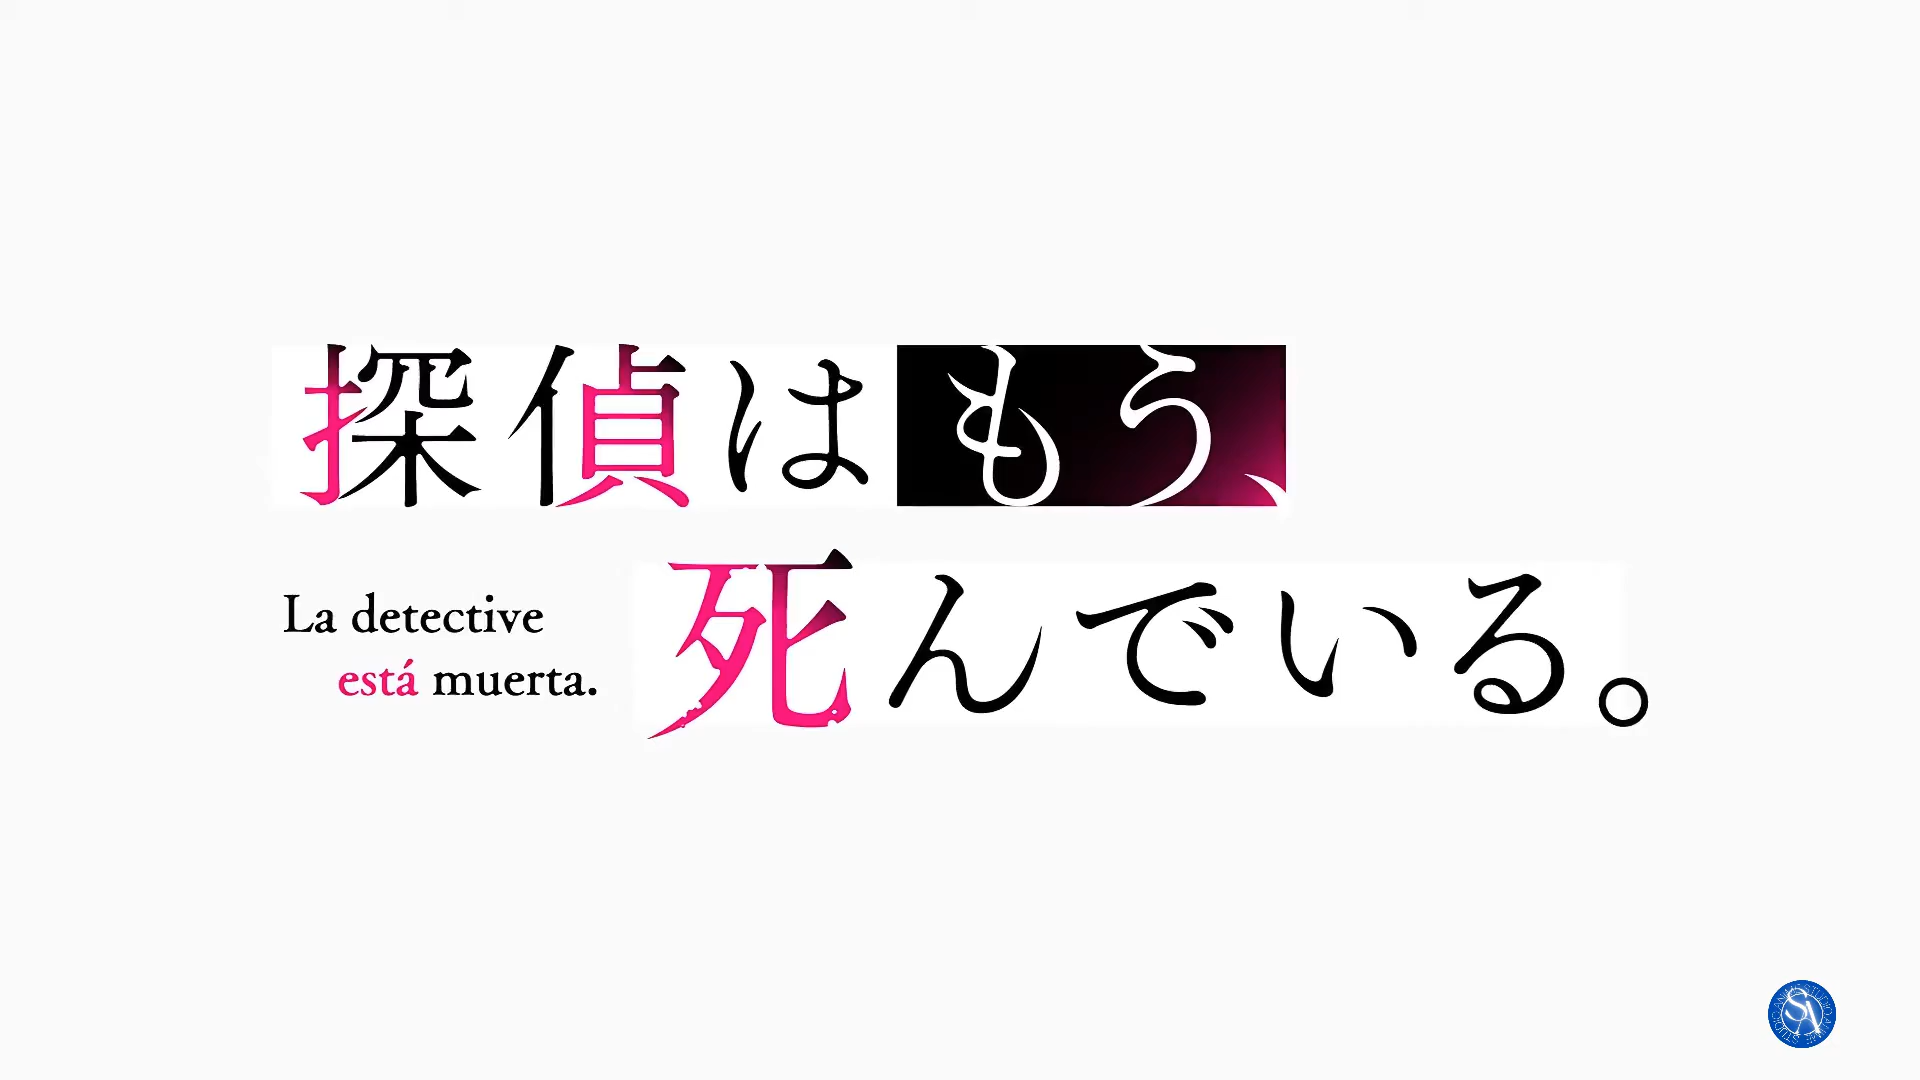 探偵はもう、
死んでいる。
La detective
está muerta.